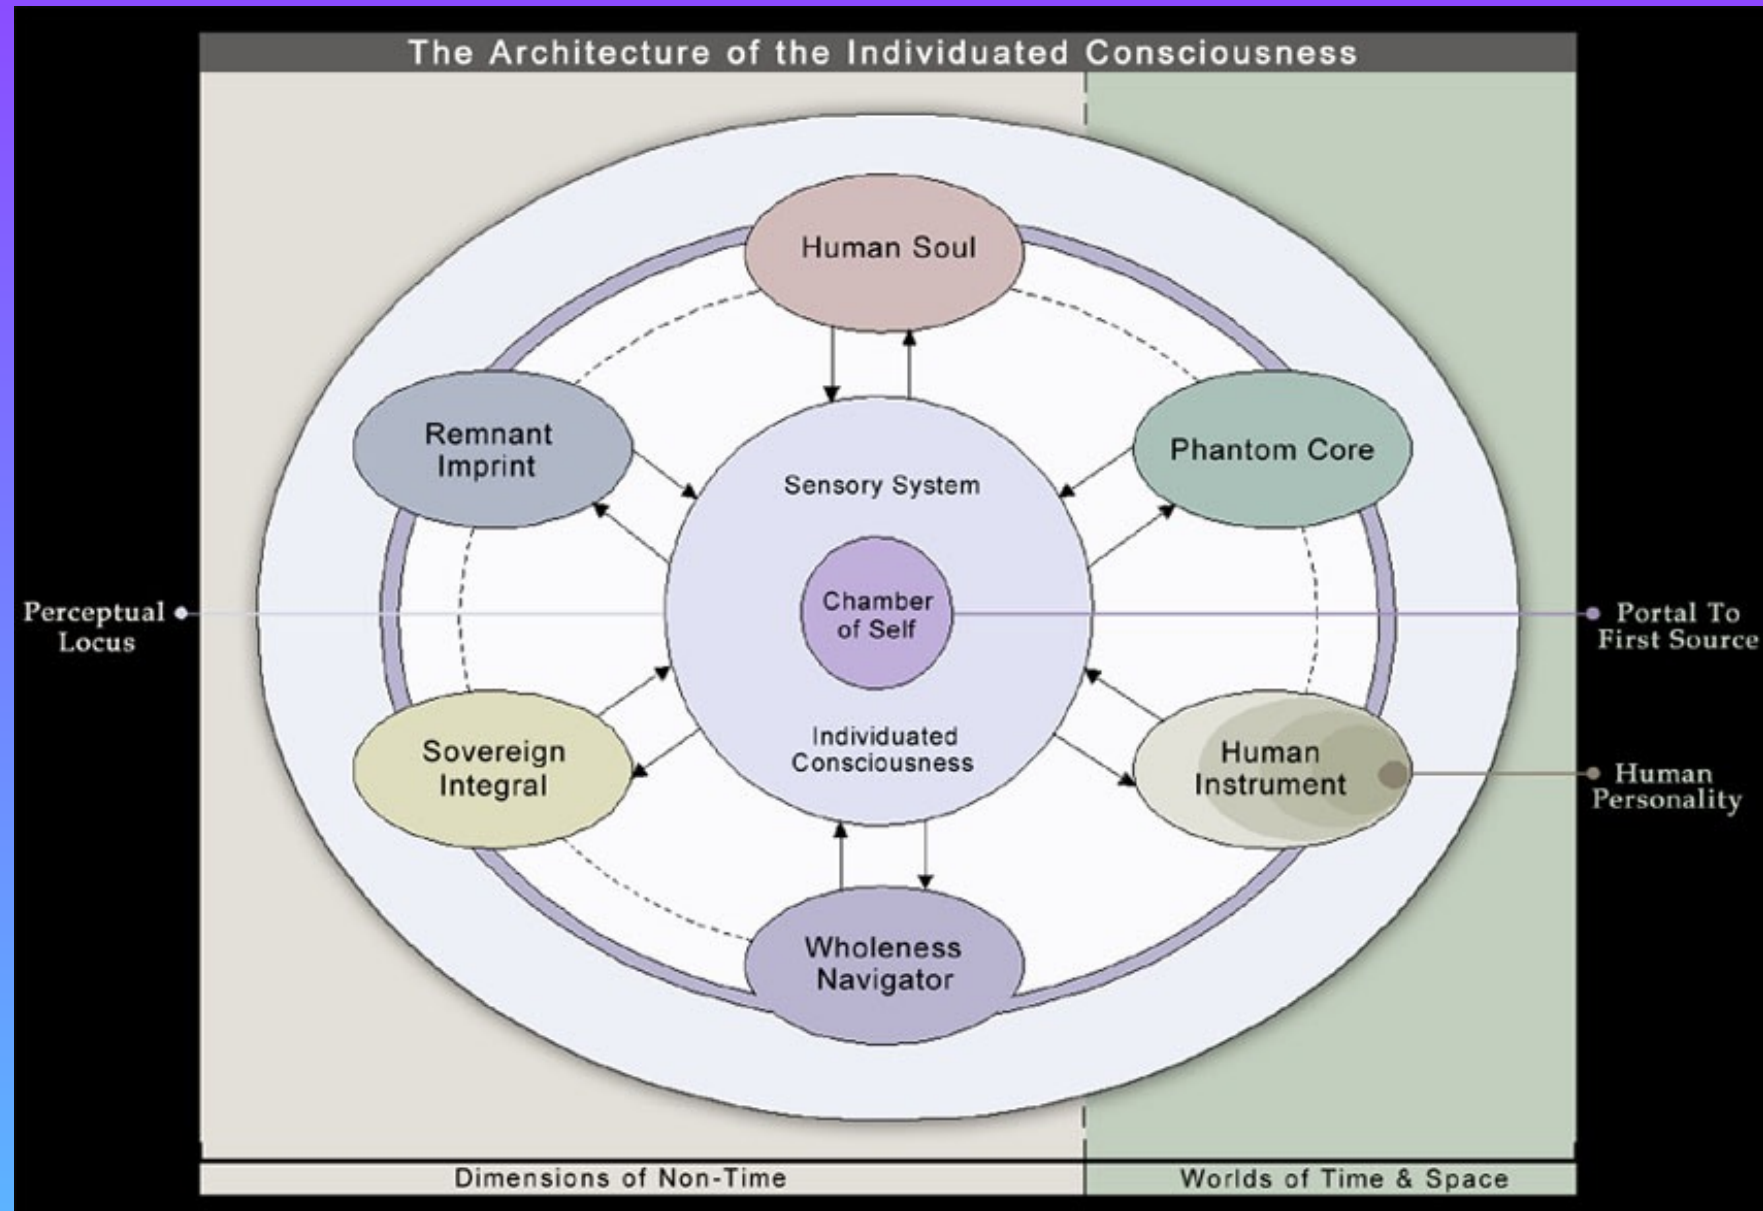 The Architecture of the Individuated Consciousness
Human Soul
Remnant
Imprint
Phantom Core
Sensory System
Chamber
of Self
Perceptual
Locus
Portal To
First Source
Individuated
Consciousness
Sovereign
Integral
Human
Instrument
Human
Personality
Wholeness
Navigator
Dimensions of Non-Time
Worlds of Time & Space